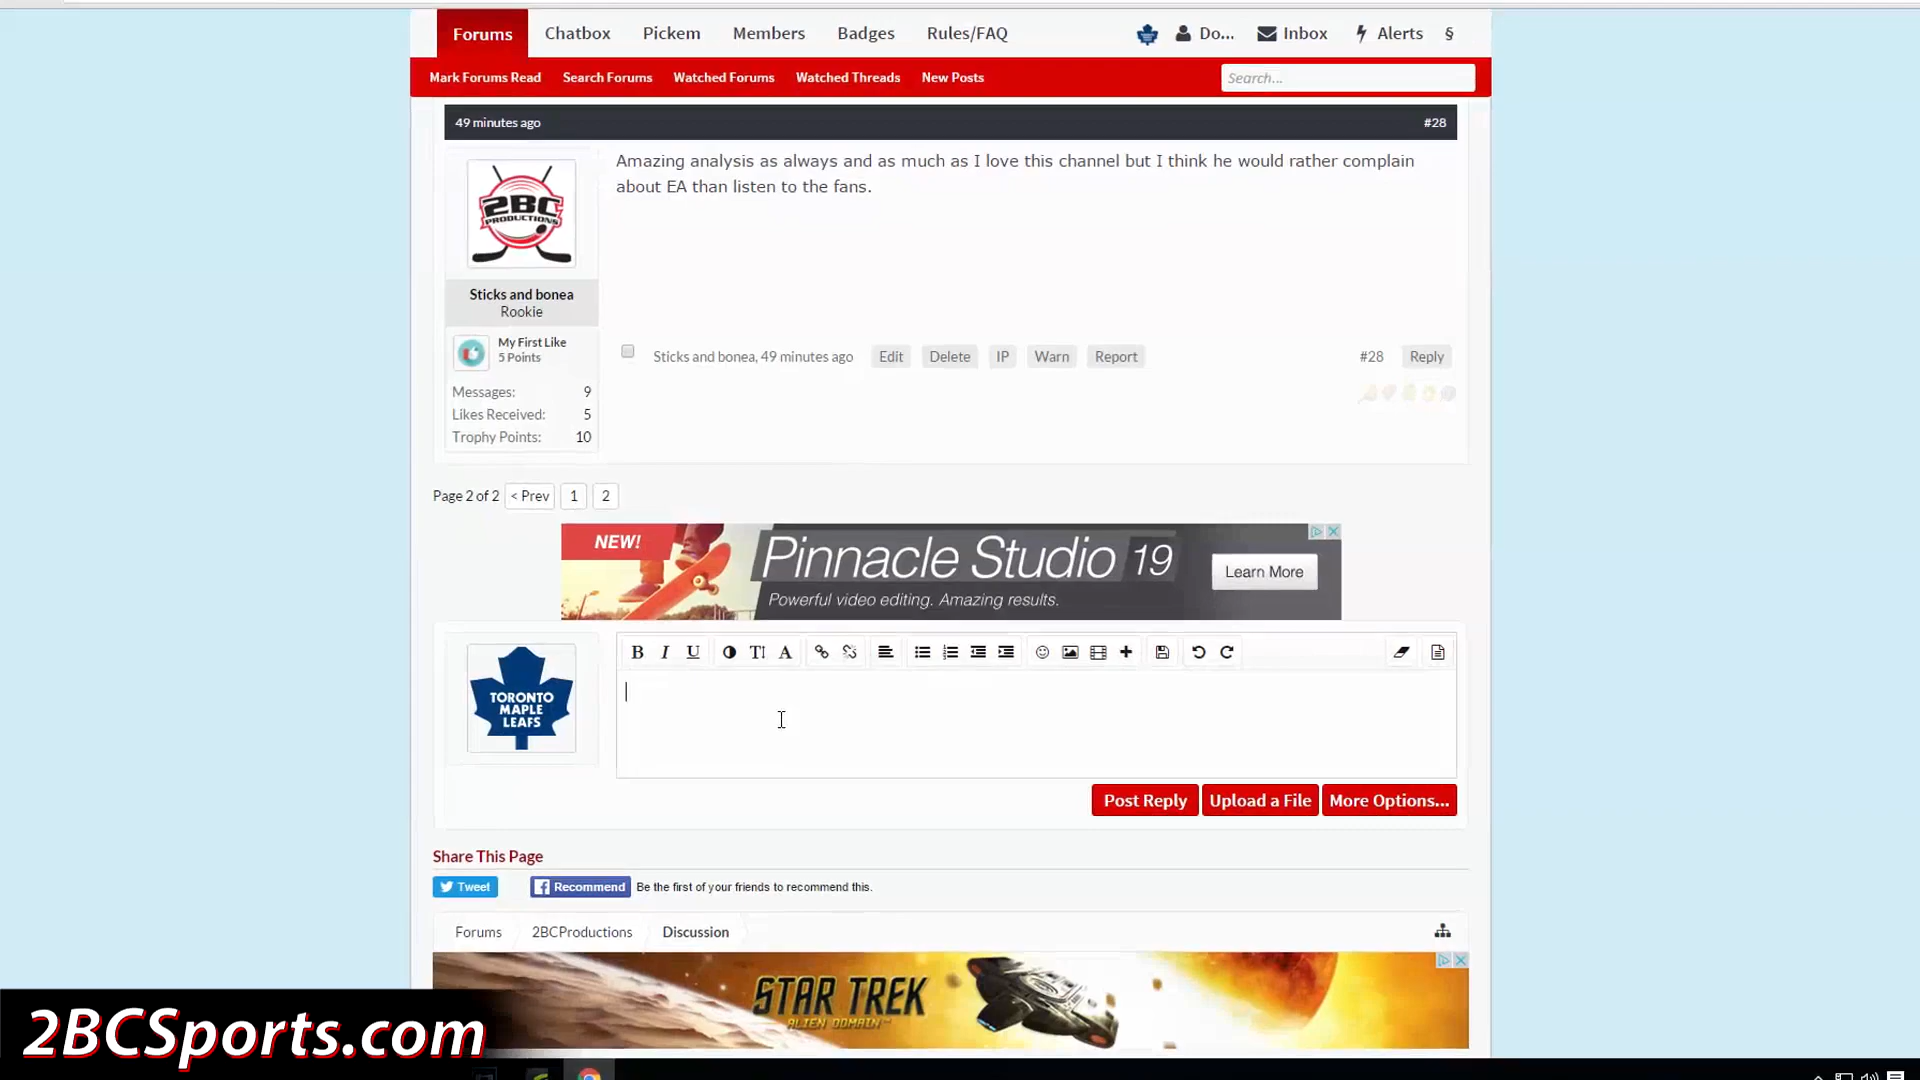 Forums Chatbox Pickem Members Badges Rules/FAQ Do... Inbox Alerts §
Mark Forums Read Search Forums Watched Forums Watched Threads New Posts Search...
49 minutes ago #28
Amazing analysis as always and as much as I love this channel but I think he would rather complain
about EA than listen to the fans.
2BC
PRODUCTIONS
Sticks and bonea
Rookie
My First Like
5 Points
Sticks and bonea, 49 minutes ago Edit Delete IP Warn Report #28 Reply
Messages: 9
Likes Received: 5
Trophy Points: 10
Page 2 of 2 < Prev 1 2
NEW!
Pinnacle Studio 19
Learn More
Powerful video editing. Amazing results.
B I U A
TORONTO
MAPLE
LEAFS
Post Reply Upload a File More Options...
Share This Page
Tweet Recommend Be the first of your friends to recommend this.
Forums 2BCProductions Discussion
STAR TREK
ALIEN DOMAIN
2BCSports.com